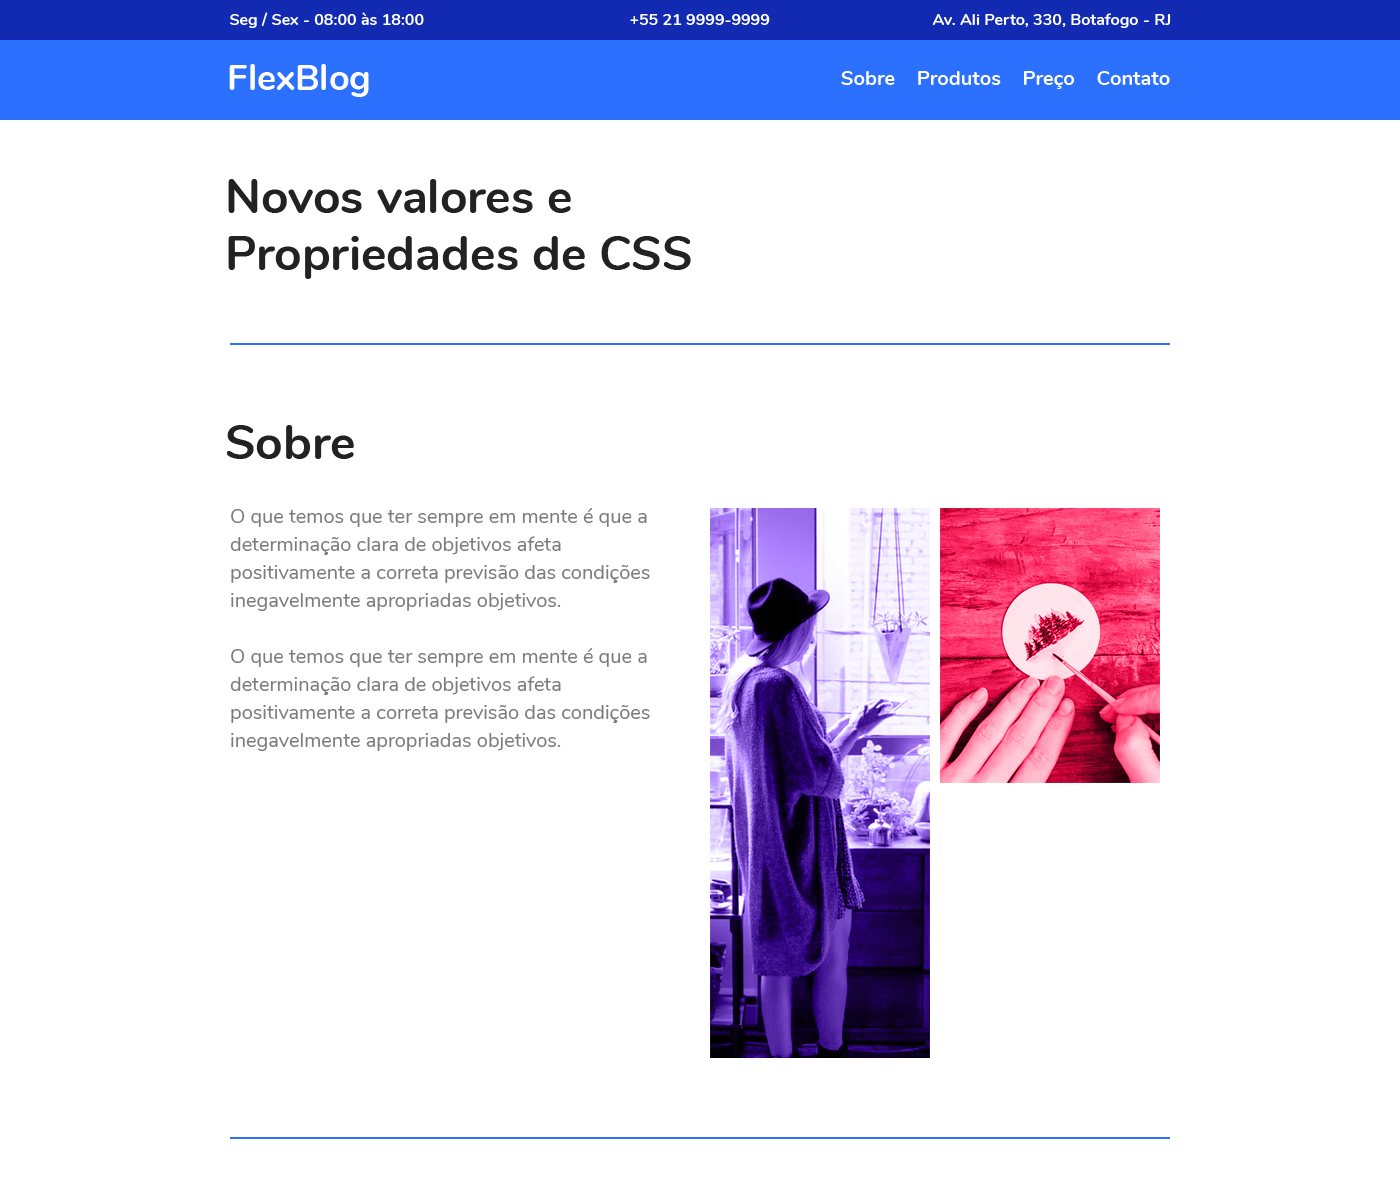 Seg / Sex - 08:00 às 18:00
+55 21 9999-9999
Av. Ali Perto, 330, Botafogo - RJ
FlexBlog
Sobre
Produtos
Preço
Contato
Novos valores e
Propriedades de CSS
Sobre
O que temos que ter sempre em mente é que a
determinação clara de objetivos afeta
positivamente a correta previsão das condições
inegavelmente apropriadas objetivos.
O que temos que ter sempre em mente é que a
determinação clara de objetivos afeta
positivamente a correta previsão das condições
inegavelmente apropriadas objetivos.